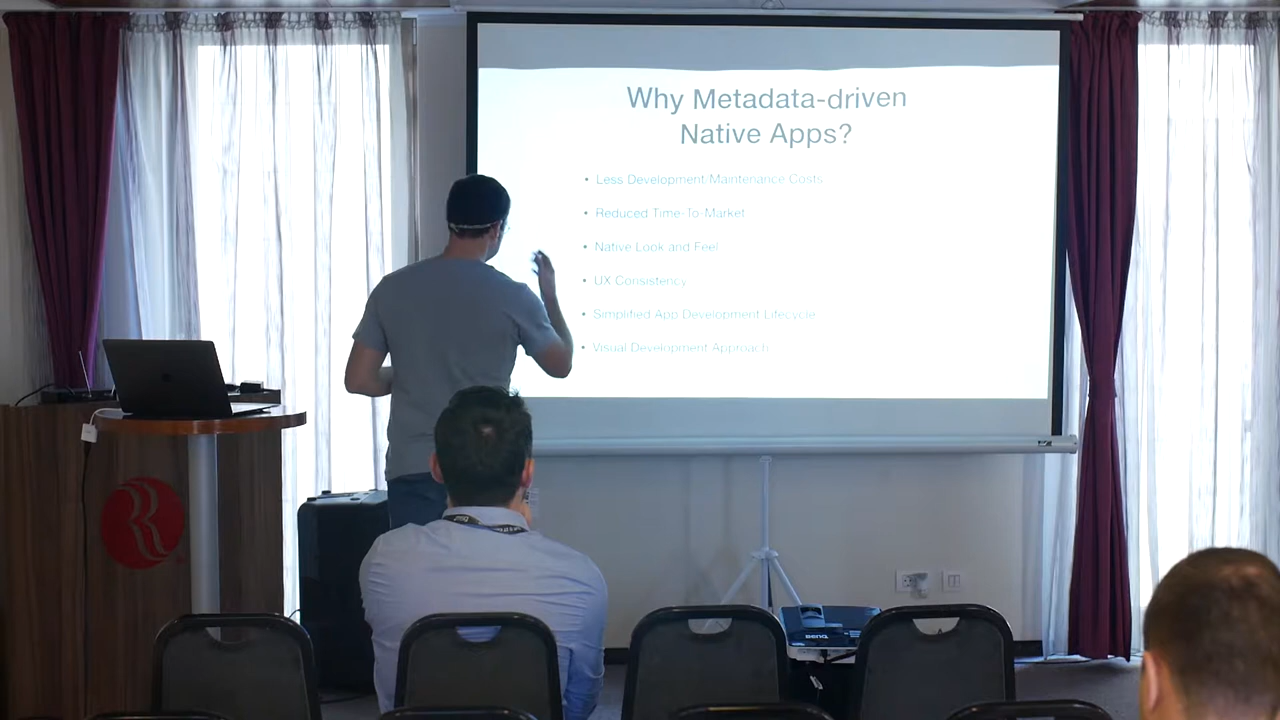 Why Metadata-driven
Native Apps?
• Less Development Maintenance Costs
• Reduced Time-To-Market
• Native Look and Feel
• UX Consistency
• Simplified App Development Lifecycle
• Visual Development Approach
BENQ